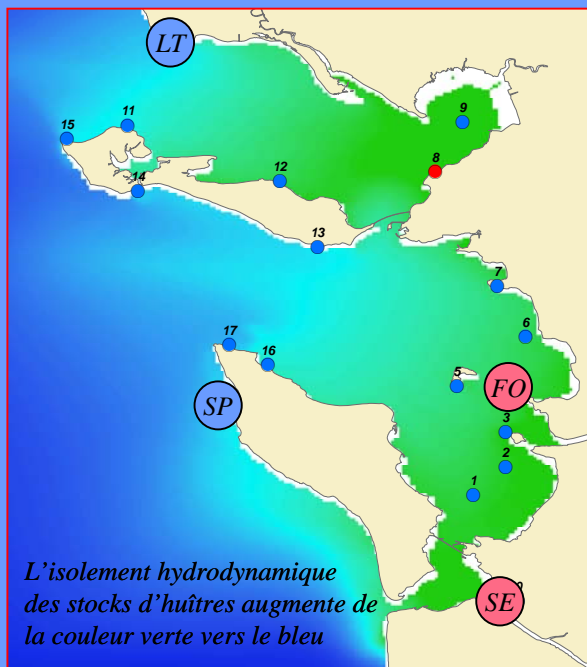 LT
9
11
15
8
12
14
13
7
17
6
16
5
FO
SP
3
2
1
L'isolement hydrodynamique
des stocks d'huîtres augmente de
la couleur verte vers le bleu
SE